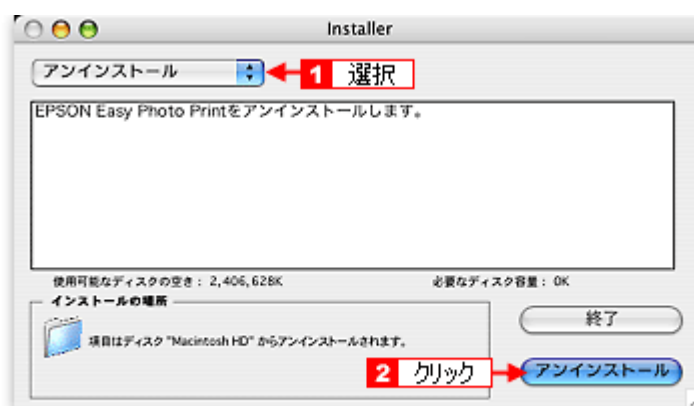 Installer
アンインストール
1 選択
EPSON Easy Photo Printをアンインストールします。
使用可能なディスクの空き： 2,406,628K 必要なディスク容量： 0K
インストールの場所
項目はディスク "Macintosh HD" からアンインストールされます。
終了
2 クリック
アンインストール